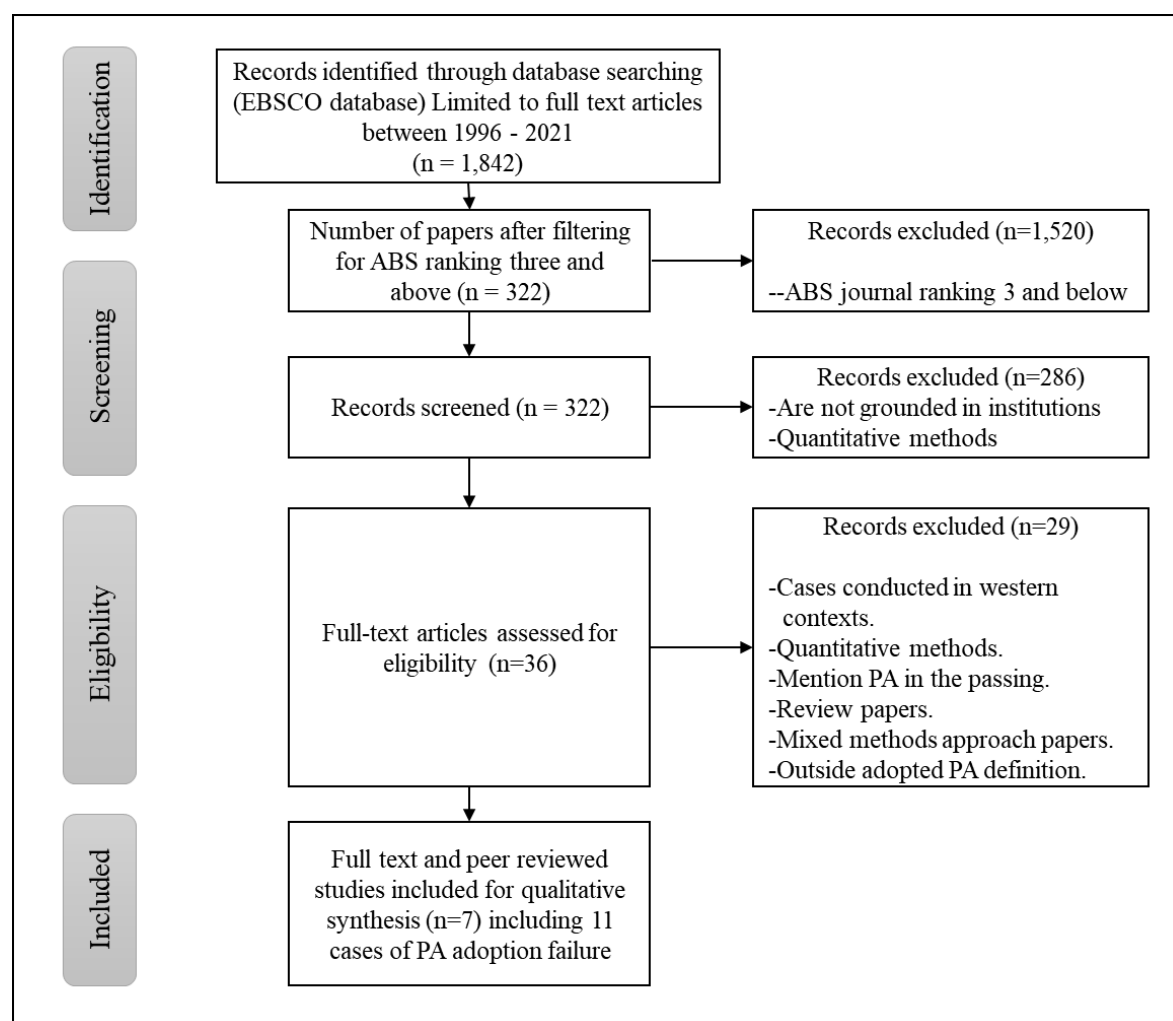 Identification
Records identified through database searching
(EBSCO database) Limited to full text articles
between 1996 - 2021
(n = 1,842)
Number of papers after filtering
for ABS ranking three and
above (n = 322)
Records excluded (n=1,520)
--ABS journal ranking 3 and below
Screening
Records screened (n = 322)
Records excluded (n=286)
-Are not grounded in institutions
-Quantitative methods
Eligibility
Full-text articles assessed for
eligibility (n=36)
Records excluded (n=29)
-Cases conducted in western
contexts.
-Quantitative methods.
-Mention PA in the passing.
-Review papers.
-Mixed methods approach papers.
-Outside adopted PA definition.
Included
Full text and peer reviewed
studies included for qualitative
synthesis (n=7) including 11
cases of PA adoption failure